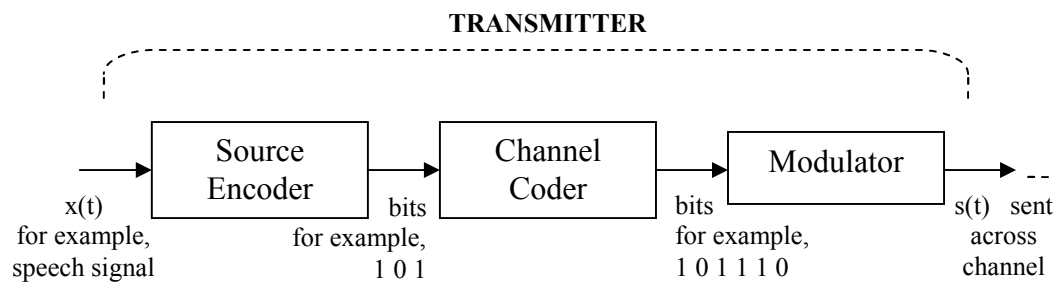 TRANSMITTER
Source
Encoder
Channel
Coder
Modulator
x(t)
for example,
speech signal
bits
for example,
1 0 1
bits
for example,
1 0 1 1 1 0
s(t) sent
across
channel